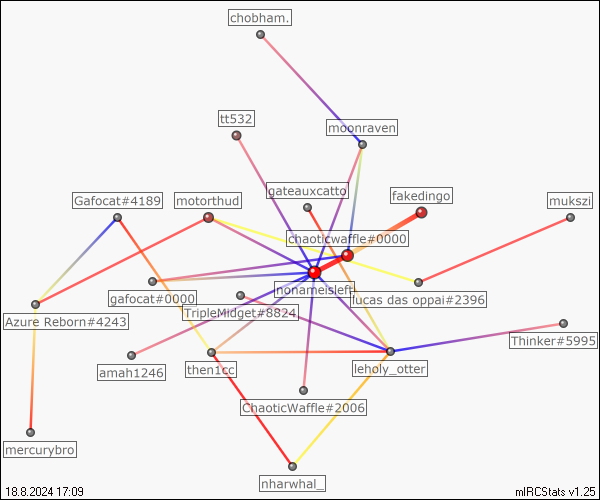 chobham.
tt532
moonraven
Gafocat#4189
motorthud
gateauxcatto
fakedingo
mukszi
chaoticwaffle#0000
gafocat#0000
nonameisleft
lucas das oppai#2396
Azure Reborn#4243
TripleMidget#8824
Thinker#5995
amah1246
then1cc
leholy_otter
ChaoticWaffle#2006
mercurybro
nharwhal_
18.8.2024 17:09
mIRCStats v1.25